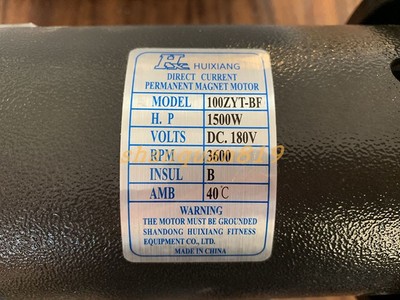 HUIXIANG
DIRECT CURRENT
PERMANENT MAGNET MOTOR
MODEL 100ZYT-BF
H. P 1500W
VOLTS DC. 180V
RPM 3600
INSUL B
AMB 40℃
WARNING
THE MOTOR MUST BE GROUNDED
SHANDONG HUIXIANG FITNESS
EQUIPMENT CO., LTD.
MADE IN CHINA